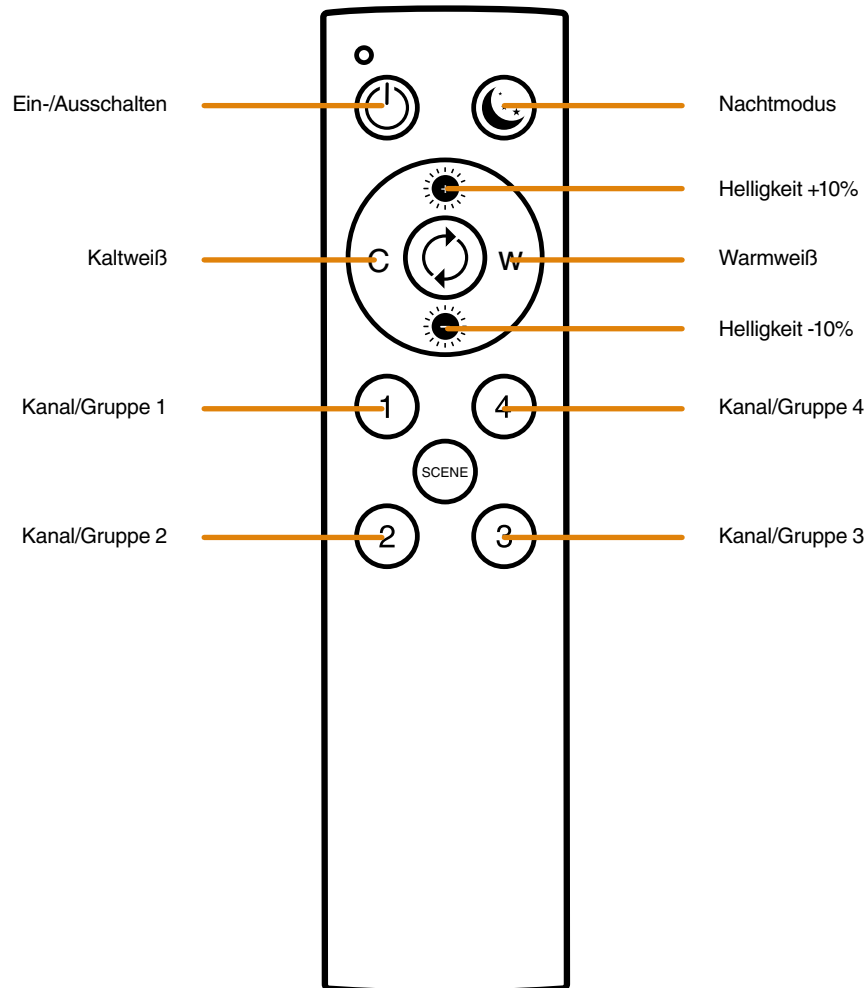 Ein-/Ausschalten
Nachtmodus
Helligkeit +10%
Kaltweiß
C
W
Warmweiß
Helligkeit -10%
Kanal/Gruppe 1
1
4
Kanal/Gruppe 4
SCENE
Kanal/Gruppe 2
2
3
Kanal/Gruppe 3